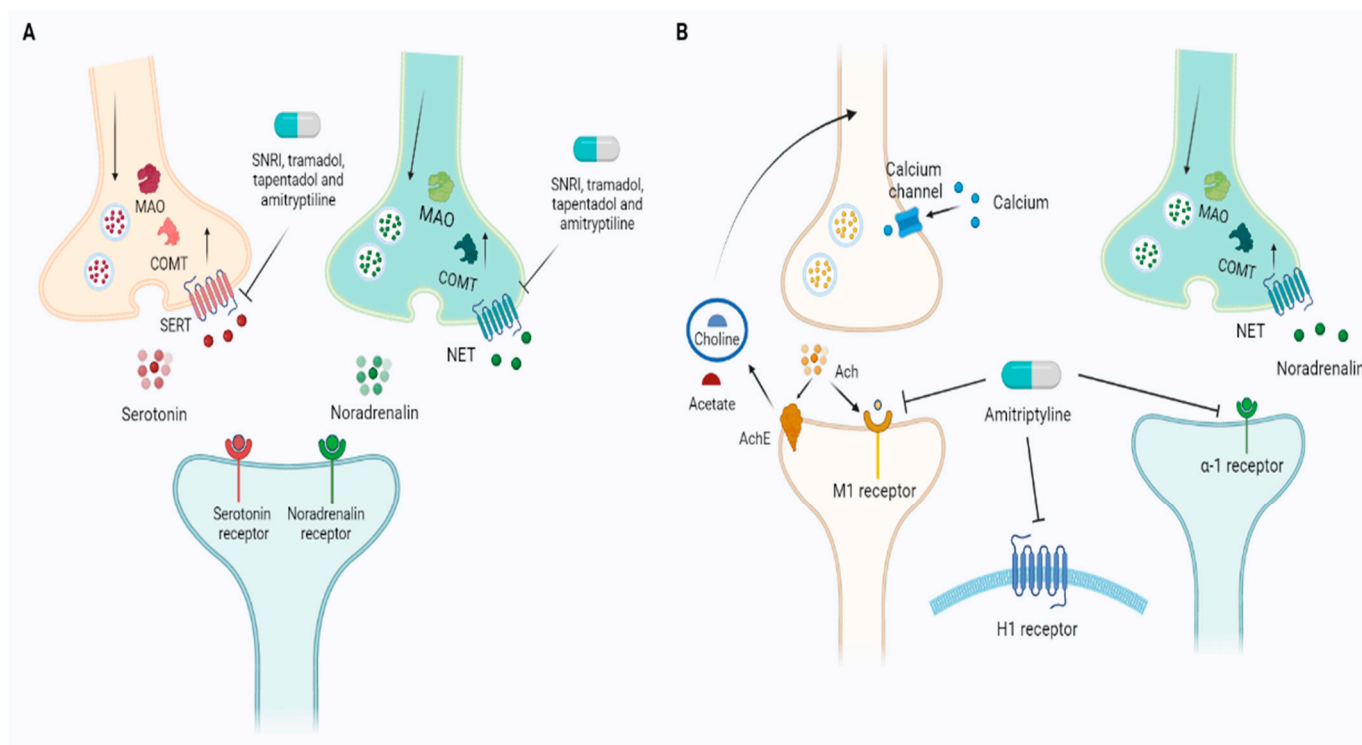 A
SNRI, tramadol,
tapentadol and
amitryptiline
MAO
COMT
SERT
Serotonin
SNRI, tramadol,
tapentadol and
amitryptiline
MAO
COMT
NET
Noradrenalin
Serotonin
receptor
Noradrenalin
receptor
B
Calcium
channel
Calcium
Choline
Acetate
Ach
AchE
M1 receptor
Amitriptyline
H1 receptor
MAO
COMT
NET
Noradrenalin
α-1 receptor